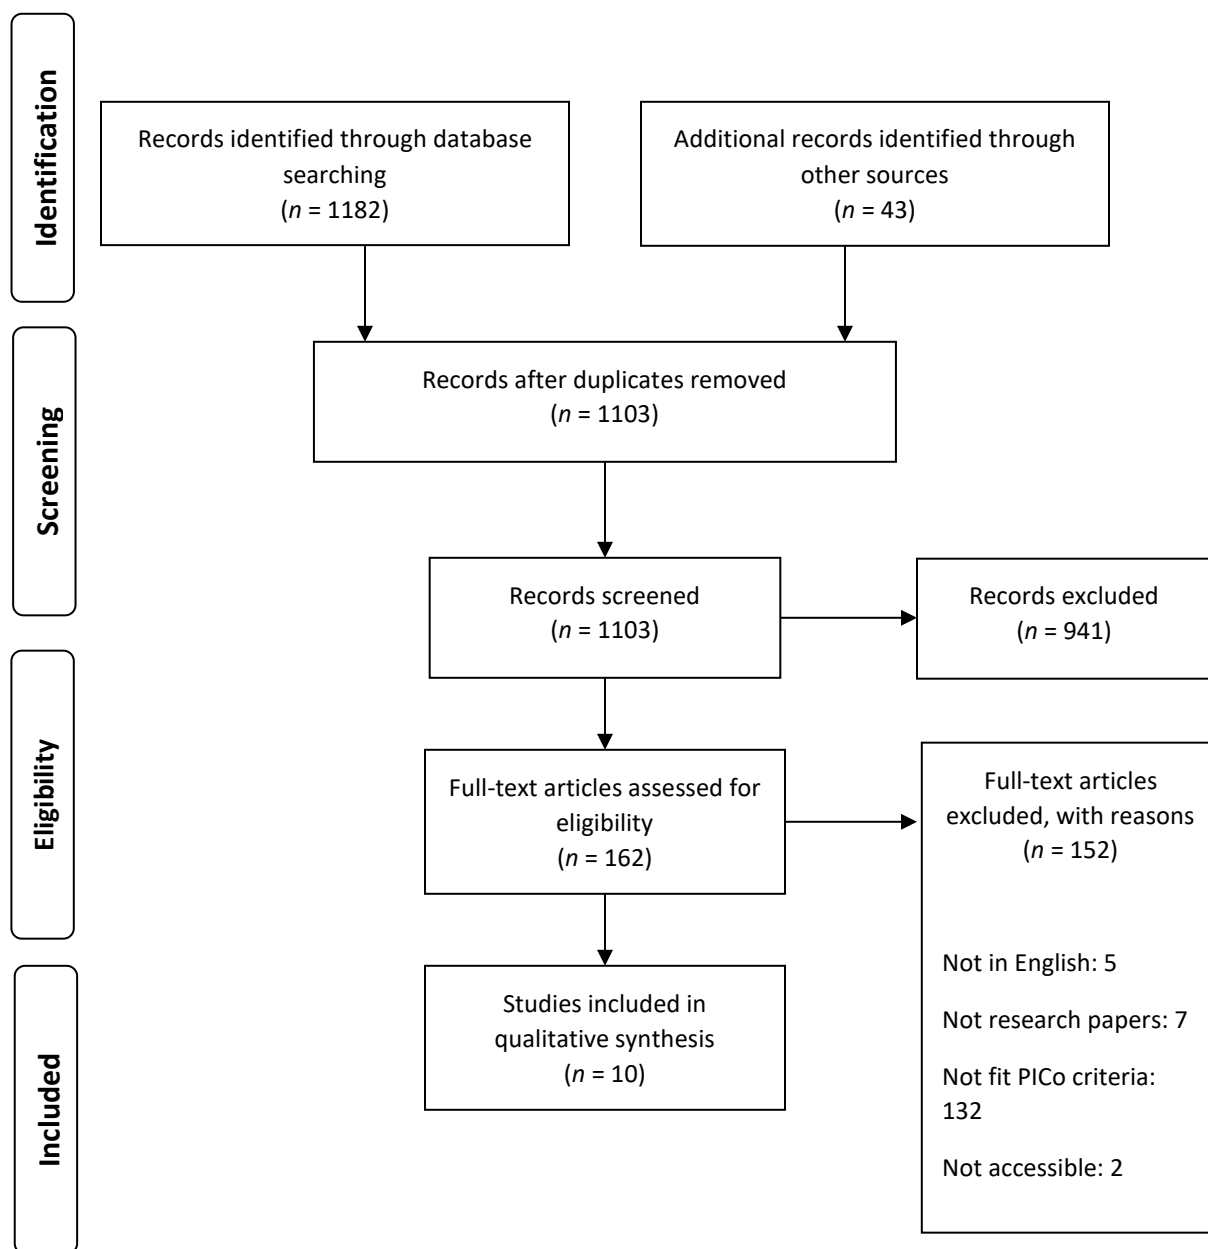 Identification
Records identified through database
searching
(n = 1182)
Additional records identified through
other sources
(n = 43)
Screening
Records after duplicates removed
(n = 1103)
Records screened
(n = 1103)
Records excluded
(n = 941)
Eligibility
Full-text articles assessed for
eligibility
(n = 162)
Full-text articles
excluded, with reasons
(n = 152)
Not in English: 5
Not research papers: 7
Not fit PICo criteria:
132
Not accessible: 2
Included
Studies included in
qualitative synthesis
(n = 10)